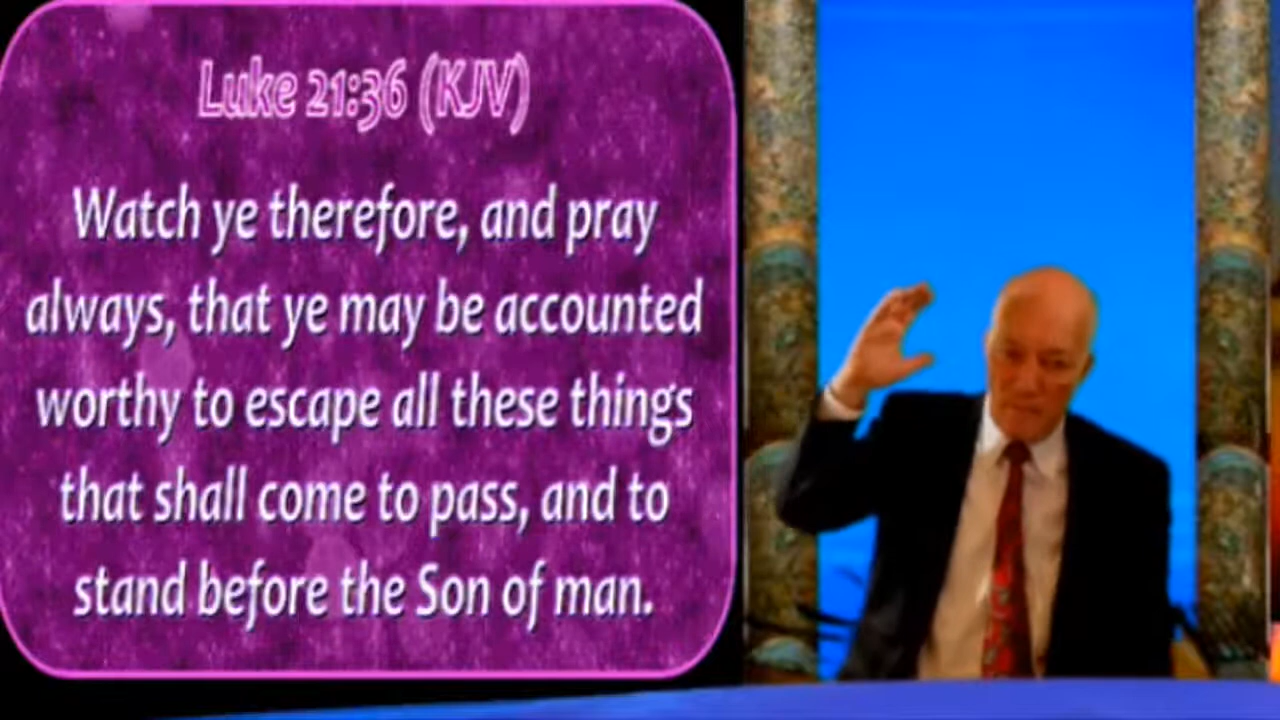 Luke 21:36 (KJV)
Watch ye therefore, and pray
always, that ye may be accounted
worthy to escape all these things
that shall come to pass, and to
stand before the Son of man.